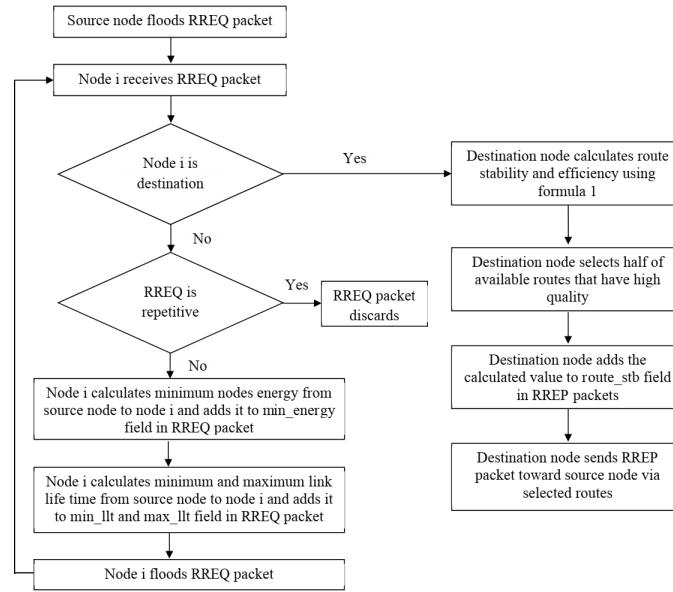 Source node floods RREQ packet
Node i receives RREQ packet
Node i is
destination
Yes
No
RREQ is
repetitive
Yes
RREQ packet
discards
No
Node i calculates minimum nodes energy from
source node to node i and adds it to min_energy
field in RREQ packet
Node i calculates minimum and maximum link
life time from source node to node i and adds it
to min_llt and max_llt field in RREQ packet
Node i floods RREQ packet
Destination node calculates route
stability and efficiency using
formula 1
Destination node selects half of
available routes that have high
quality
Destination node adds the
calculated value to route_stb field
in RREP packets
Destination node sends RREP
packet toward source node via
selected routes